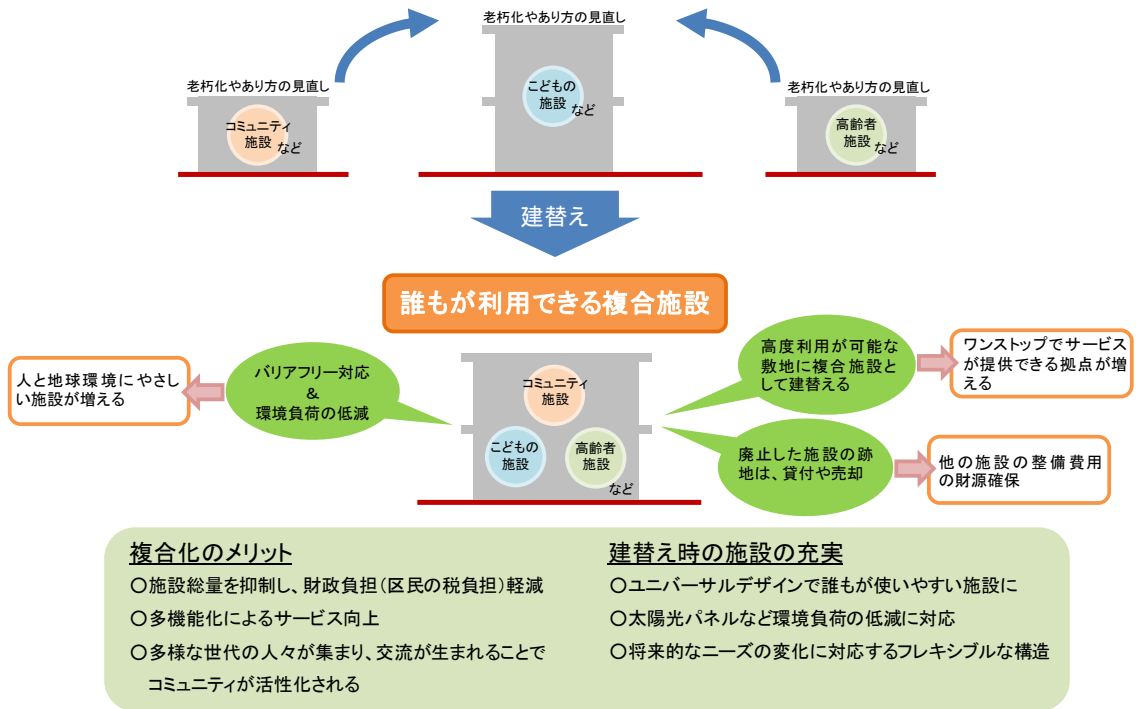 老朽化やあり方の見直し
こどもの
施設
など
老朽化やあり方の見直し
コミュニティ
施設
など
老朽化やあり方の見直し
高齢者
施設
など
建替え
誰もが利用できる複合施設
人と地球環境にやさし
い施設が増える
バリアフリー対応
&
環境負荷の低減
コミュニティ
施設
こどもの
施設
高齢者
施設
など
高度利用が可能な
敷地に複合施設と
して建替える
ワンストップでサービス
が提供できる拠点が増
える
廃止した施設の跡
地は、貸付や売却
他の施設の整備費用
の財源確保
複合化のメリット
○施設総量を抑制し、財政負担(区民の税負担)軽減
○多機能化によるサービス向上
○多様な世代の人々が集まり、交流が生まれることで
コミュニティが活性化される
建替え時の施設の充実
○ユニバーサルデザインで誰もが使いやすい施設に
○太陽光パネルなど環境負荷の低減に対応
○将来的なニーズの変化に対応するフレキシブルな構造